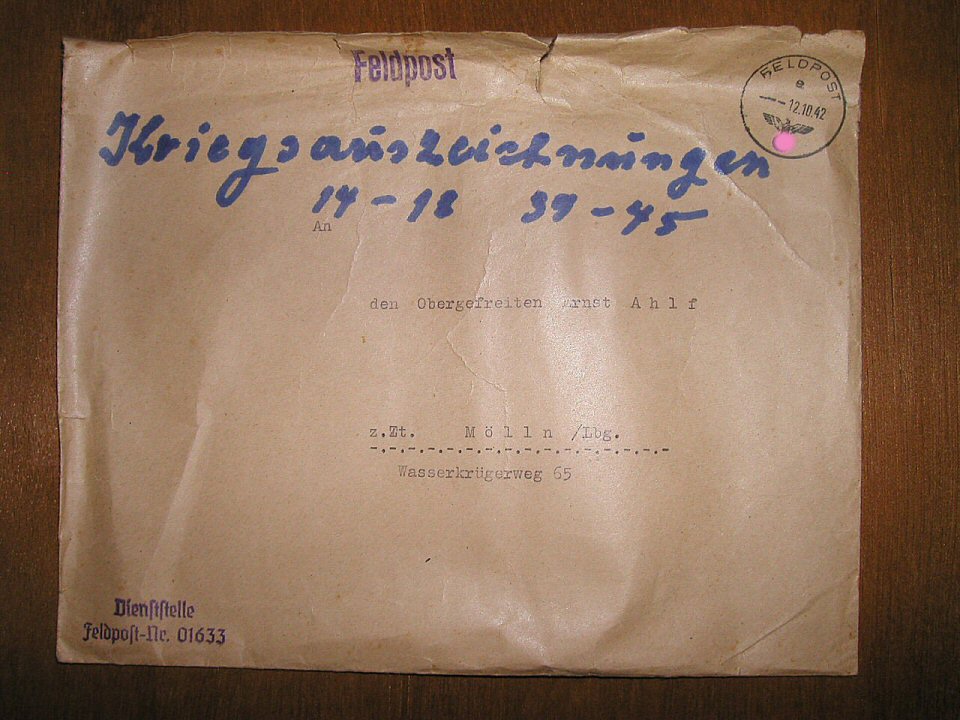 Feldpost
FELDPOST
e
-- 12.10.42
Kriegsauszeichnungen
14 - 18 39 - 45
An
den Obergefreiten Ernst Ahlf
z.Zt. Mölln /Lbg.
-.-.-.-.-.-.-.-.-.-.-.-.-.-.-.-
Wasserkrügerweg 65
Dienststelle
Feldpost-Nr. 01633